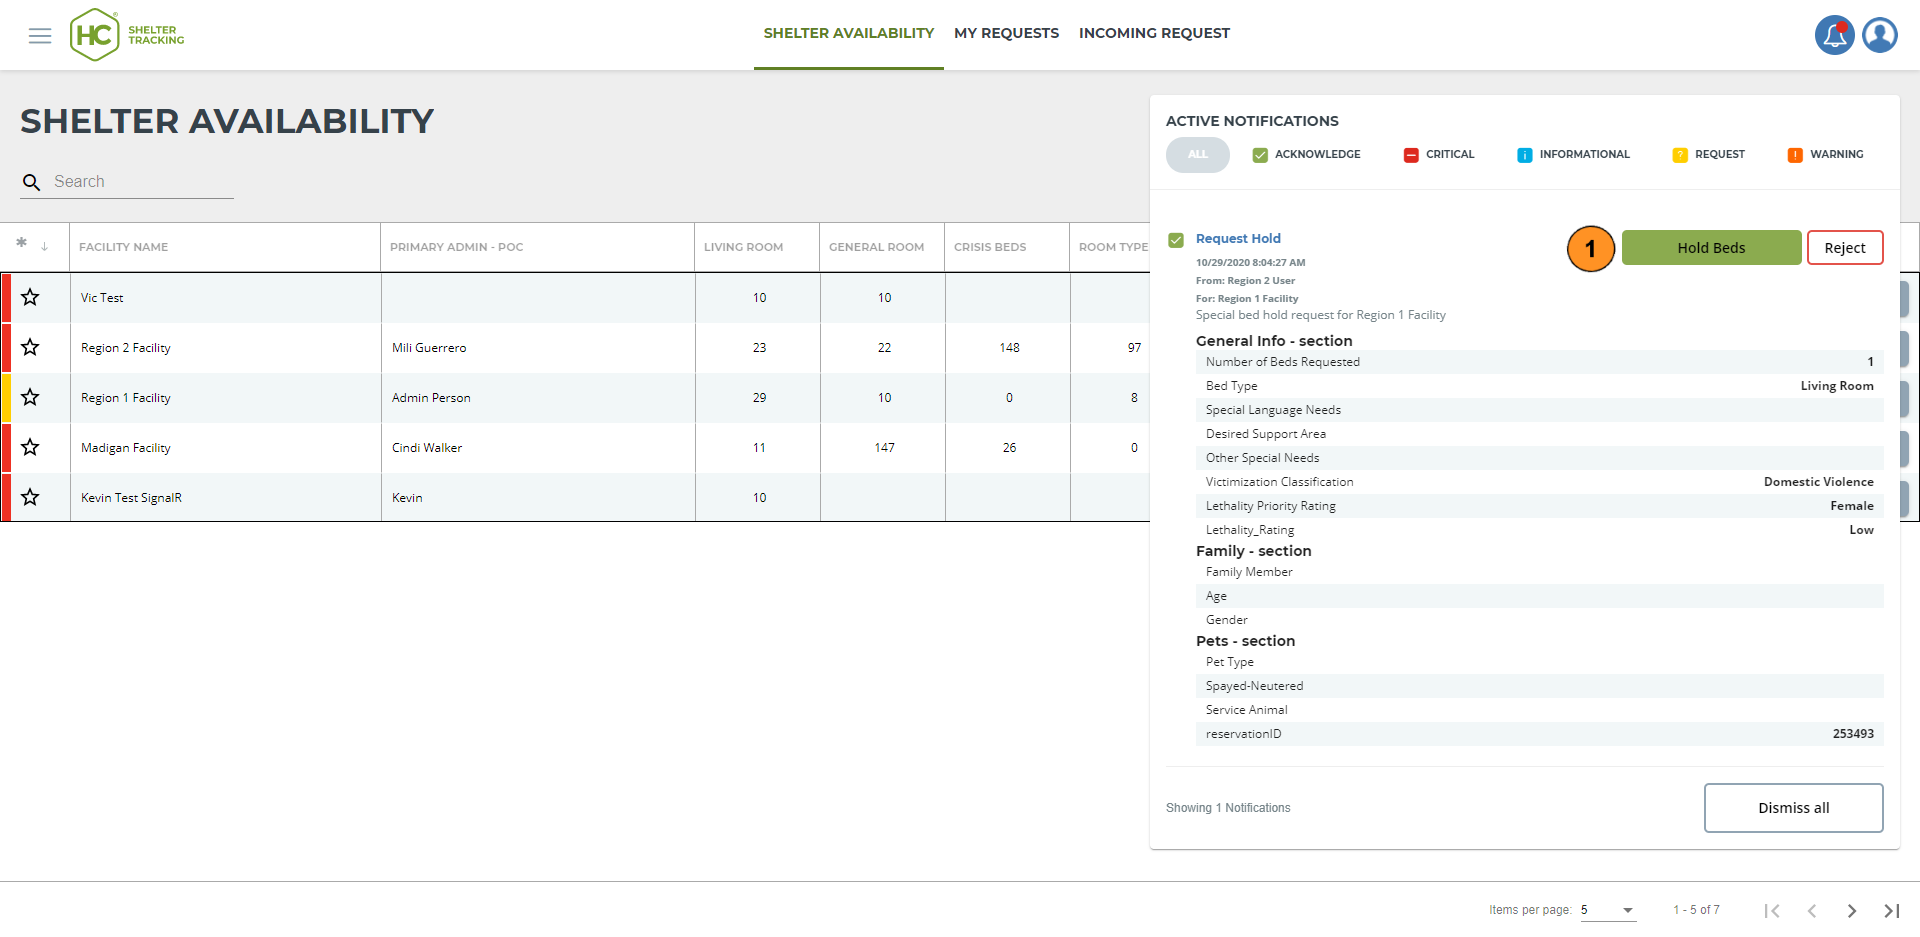 HC® SHELTER TRACKING
SHELTER AVAILABILITY MY REQUESTS INCOMING REQUEST
SHELTER AVAILABILITY
Search
* ↓ FACILITY NAME PRIMARY ADMIN - POC LIVING ROOM GENERAL ROOM CRISIS BEDS ROOM TYPE
Vic Test 10 10
Region 2 Facility Mili Guerrero 23 22 148 97
Region 1 Facility Admin Person 29 10 0 8
Madigan Facility Cindi Walker 11 147 26 0
Kevin Test SignalR Kevin 10
ACTIVE NOTIFICATIONS
ALL ACKNOWLEDGE CRITICAL INFORMATIONAL REQUEST WARNING
Request Hold 1 Hold Beds Reject
10/29/2020 8:04:27 AM
From: Region 2 User
For: Region 1 Facility
Special bed hold request for Region 1 Facility
General Info - section
Number of Beds Requested 1
Bed Type Living Room
Special Language Needs
Desired Support Area
Other Special Needs
Victimization Classification Domestic Violence
Lethality Priority Rating Female
Lethality_Rating Low
Family - section
Family Member
Age
Gender
Pets - section
Pet Type
Spayed-Neutered
Service Animal
reservationID 253493
Showing 1 Notifications Dismiss all
Items per page: 5 1 - 5 of 7